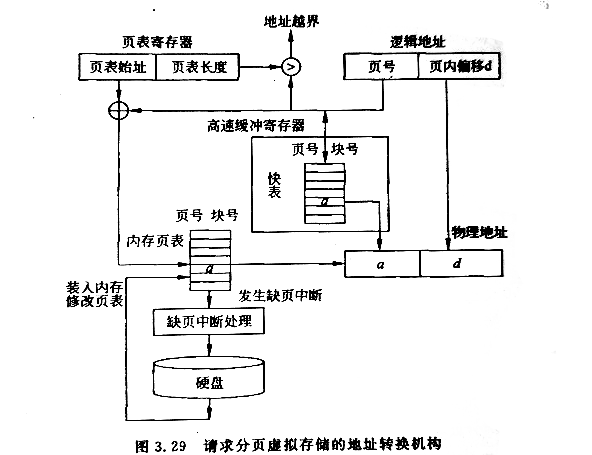 地址越界
页表寄存器
逻辑地址
页表始址 页表长度
>
页号 页内偏移d
高速缓冲寄存器
页号 块号
快表
a
页号 块号
物理地址
内存页表
a
a d
装入内存
修改页表
发生缺页中断
缺页中断处理
硬盘
图 3.29 请求分页虚拟存储的地址转换机构